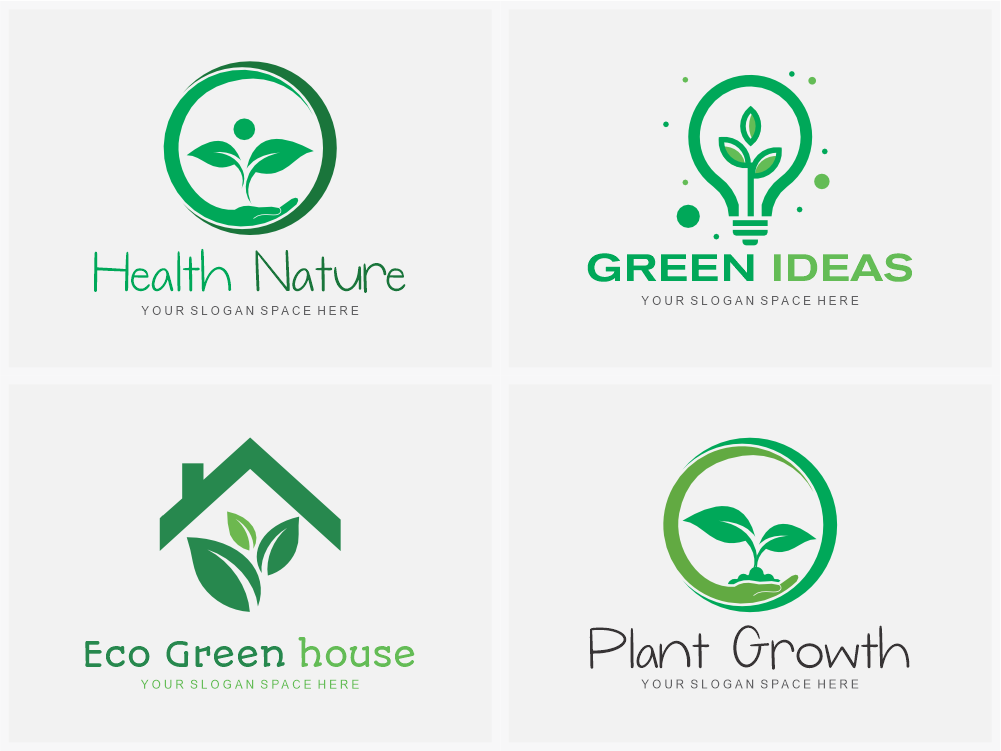 Health Nature
YOUR SLOGAN SPACE HERE
GREEN IDEAS
YOUR SLOGAN SPACE HERE
Eco Green house
YOUR SLOGAN SPACE HERE
Plant Growth
YOUR SLOGAN SPACE HERE